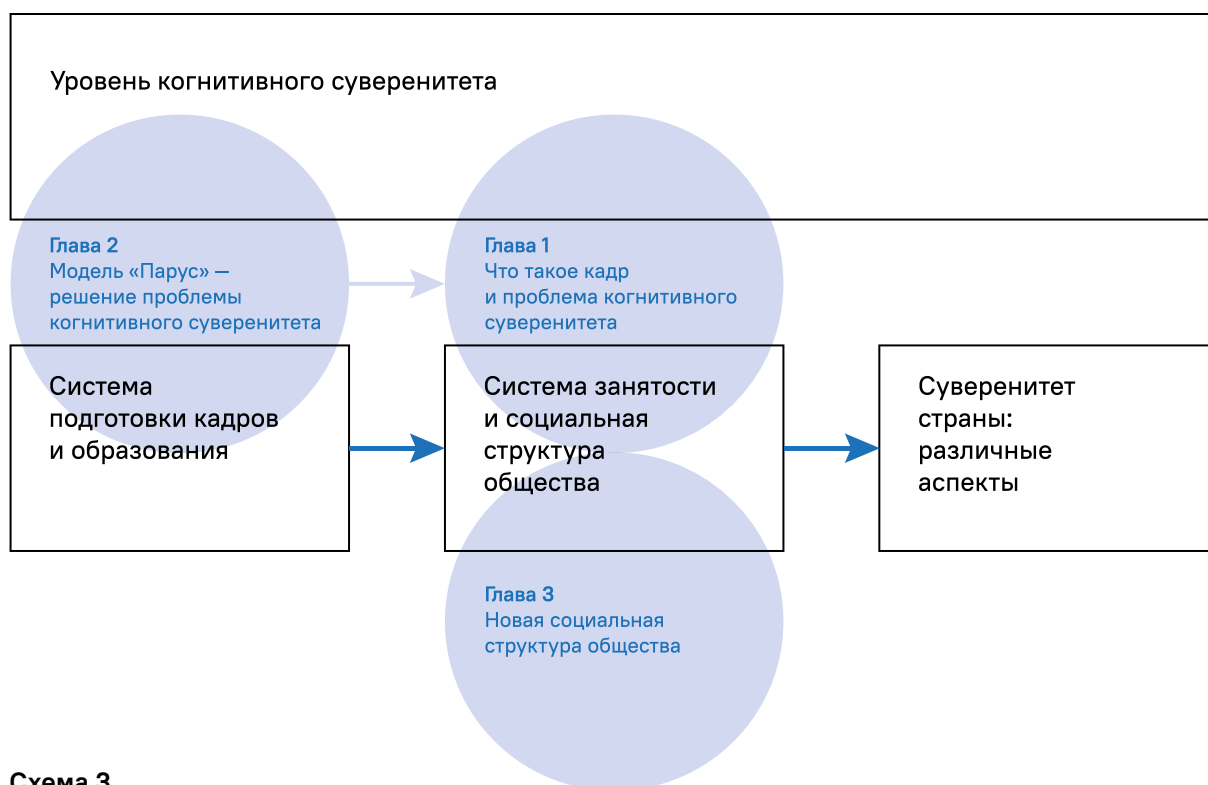 Уровень когнитивного суверенитета
Глава 2
Модель «Парус» —
решение проблемы
когнитивного суверенитета
Глава 1
Что такое кадр
и проблема когнитивного
суверенитета
Система
подготовки кадров
и образования
Система занятости
и социальная
структура
общества
Суверенитет
страны:
различные
аспекты
Глава 3
Новая социальная
структура общества
Схема 3